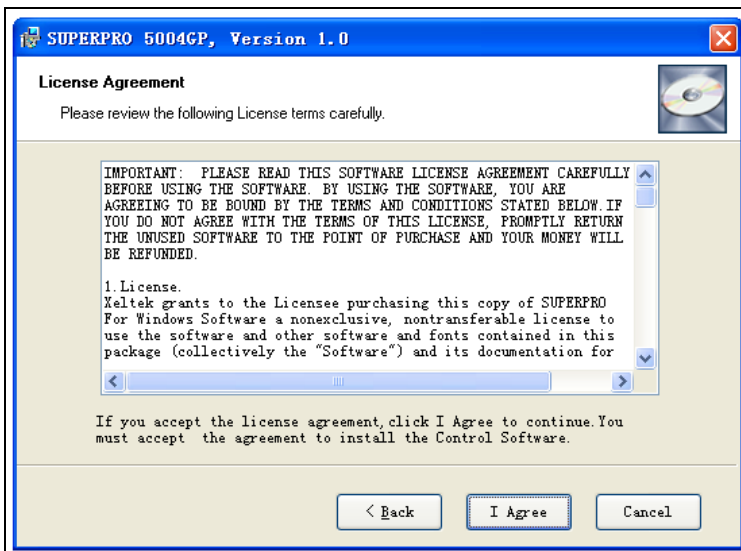 SUPERPRO 5004GP, Version 1.0
License Agreement
Please review the following License terms carefully.
IMPORTANT: PLEASE READ THIS SOFTWARE LICENSE AGREEMENT CAREFULLY
BEFORE USING THE SOFTWARE. BY USING THE SOFTWARE, YOU ARE
AGREEING TO BE BOUND BY THE TERMS AND CONDITIONS STATED BELOW.IF
YOU DO NOT AGREE WITH THE TERMS OF THIS LICENSE, PROMPTLY RETURN
THE UNUSED SOFTWARE TO THE POINT OF PURCHASE AND YOUR MONEY WILL
BE REFUNDED.
1.License.
Xeltek grants to the Licensee purchasing this copy of SUPERPRO
For Windows Software a nonexclusive, nontransferable license to
use the software and other software and fonts contained in this
package (collectively the "Software") and its documentation for
If you accept the license agreement,click I Agree to continue.You
must accept the agreement to install the Control Software.
< Back
I Agree
Cancel